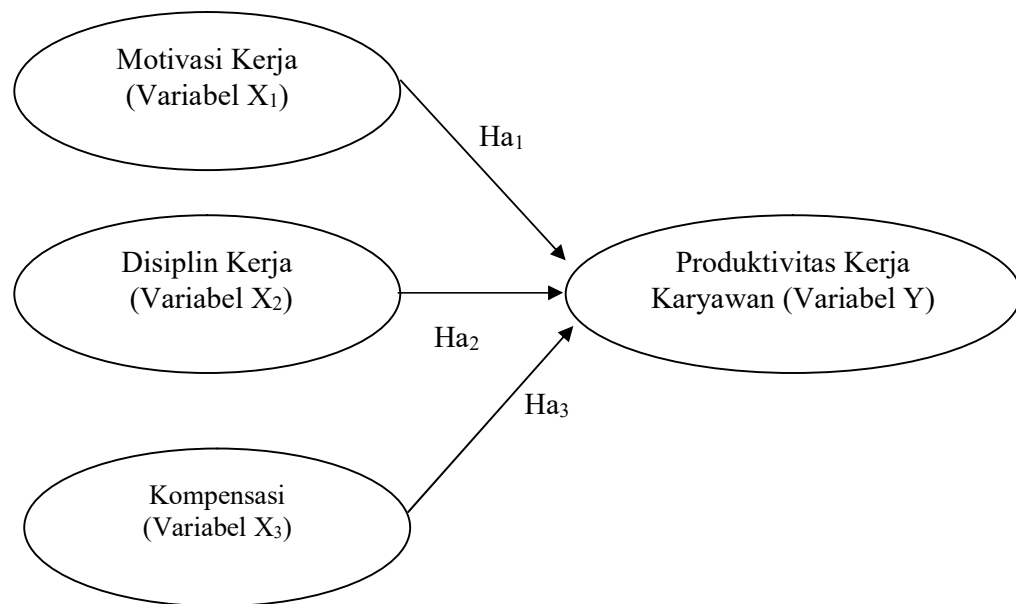 Motivasi Kerja
(Variabel X₁)
Ha₁
Disiplin Kerja
(Variabel X₂)
Produktivitas Kerja
Karyawan (Variabel Y)
Ha₂
Ha₃
Kompensasi
(Variabel X₃)